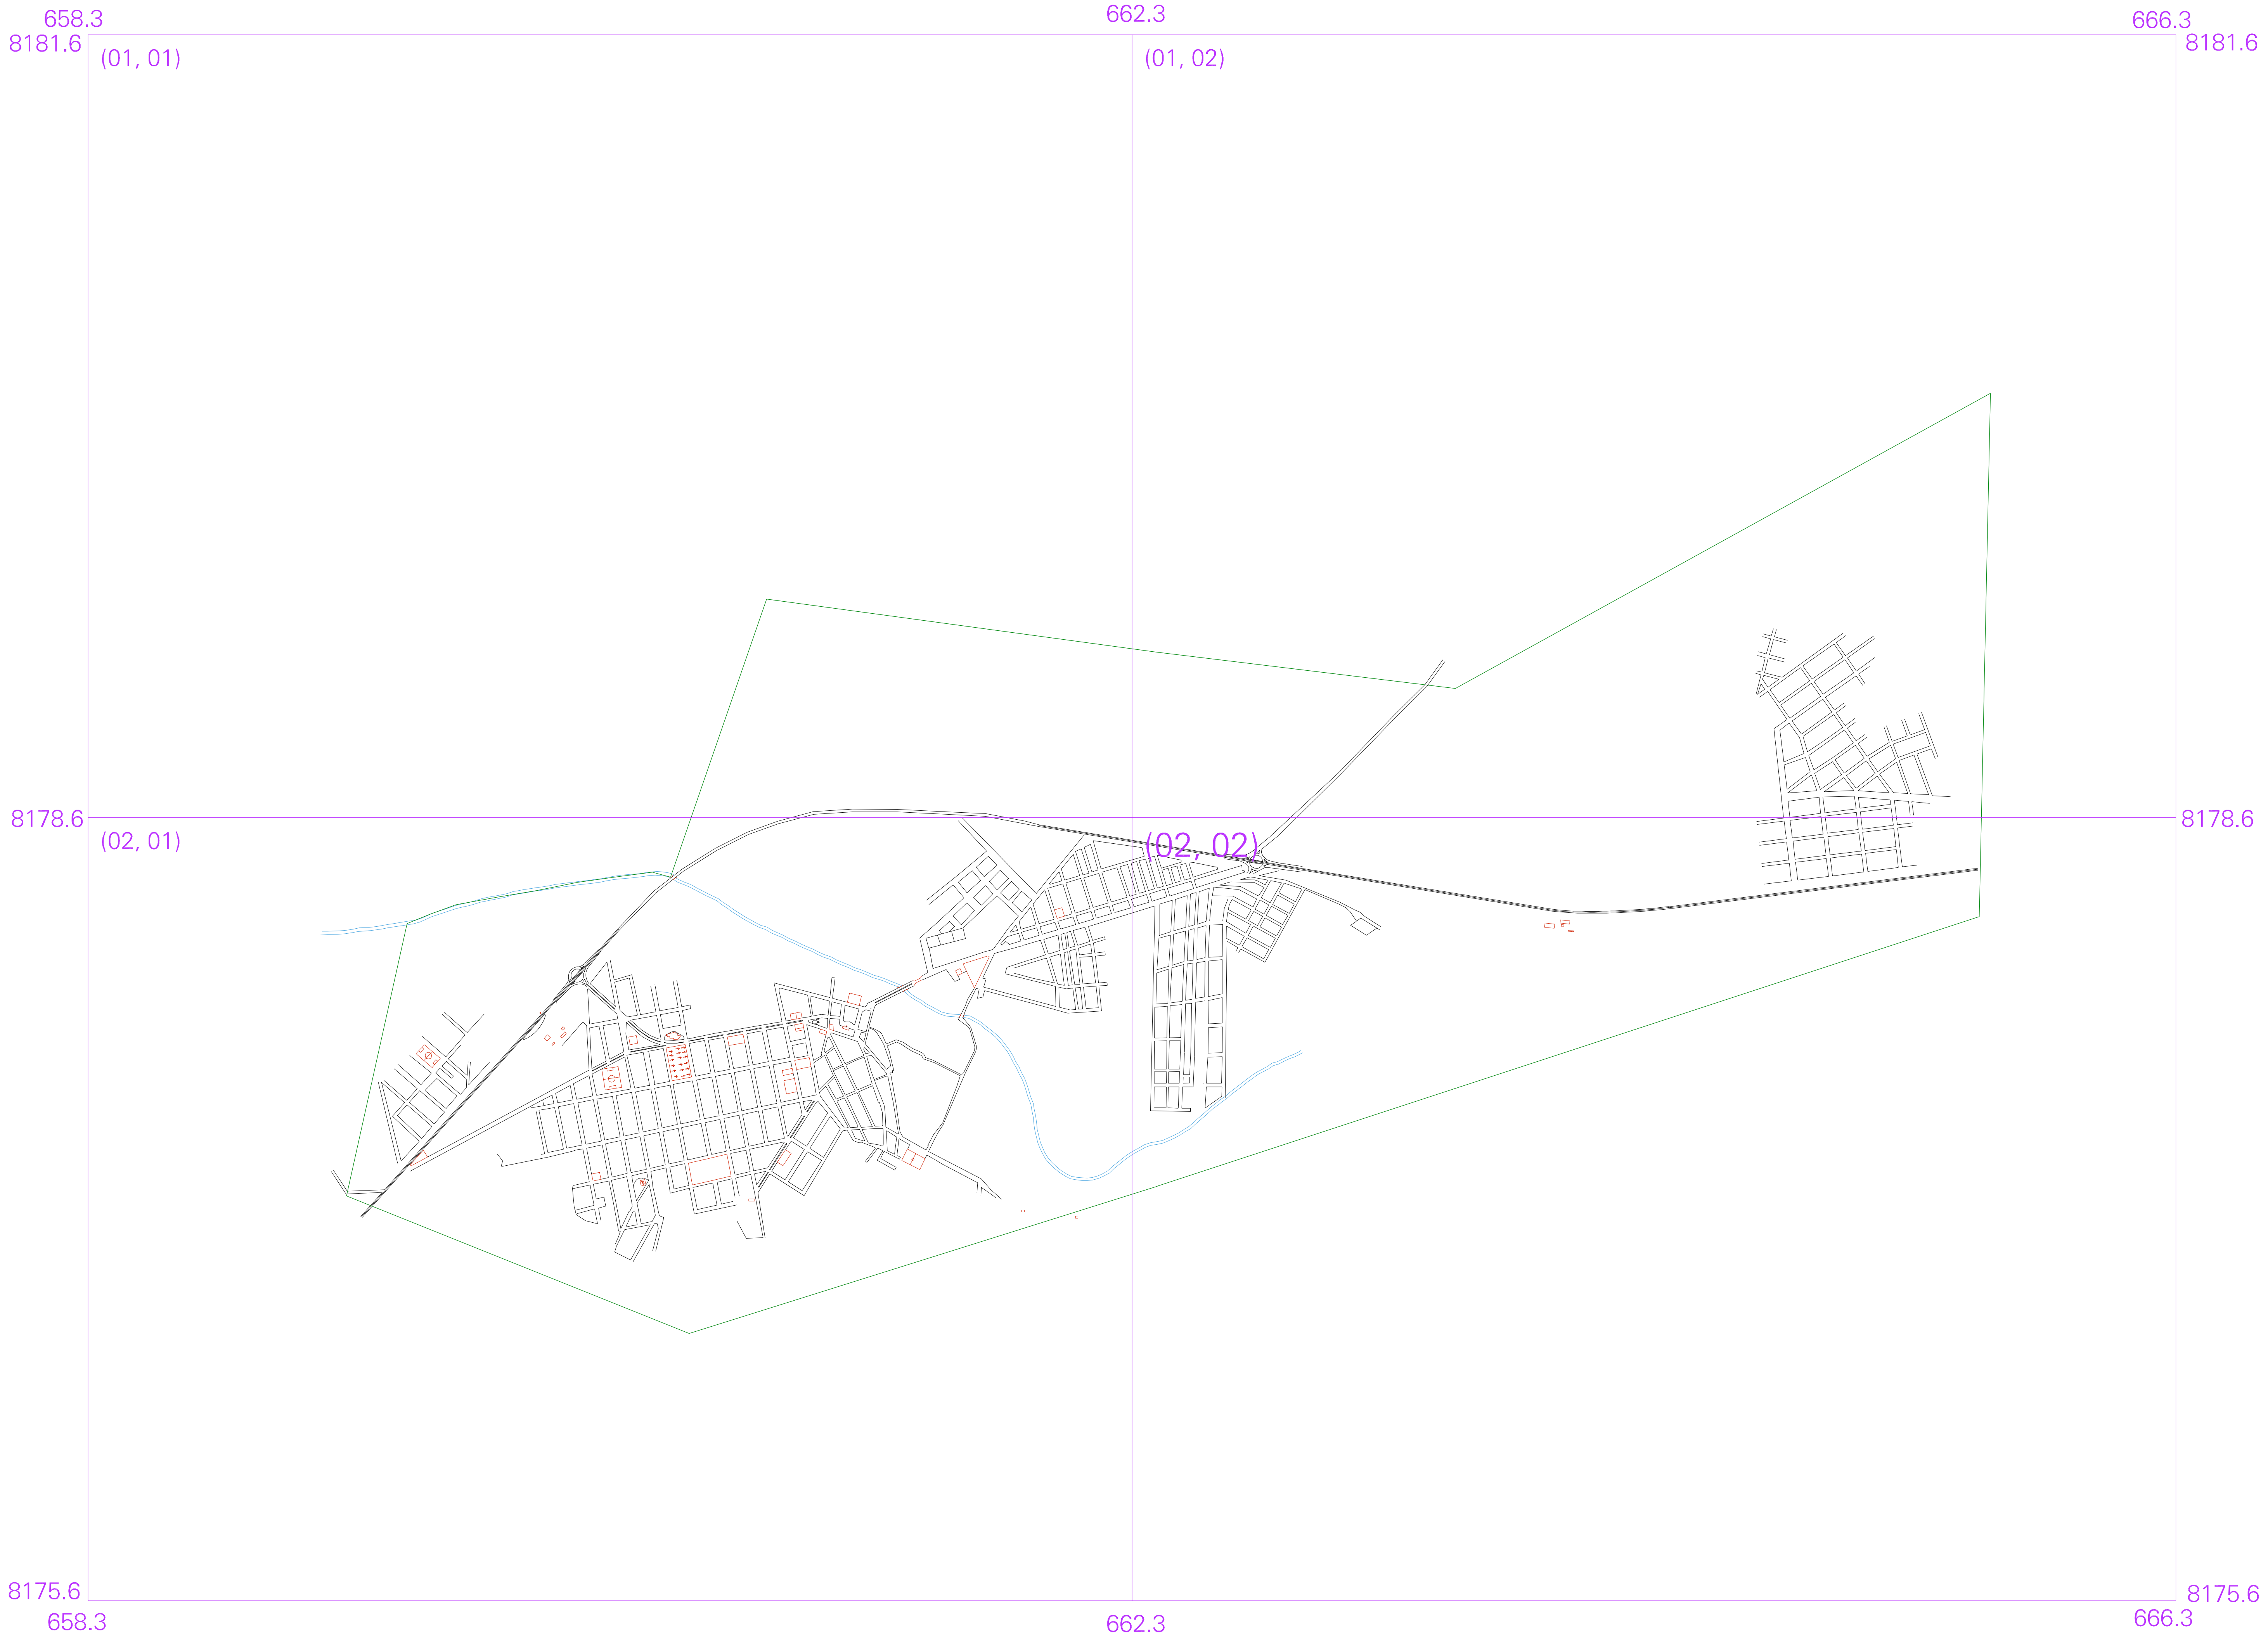 658.3 662.3 666.3
8181.6 8181.6
(01, 01) (01, 02)
8178.6 8178.6
(02, 01) (02, 02)
8175.6 8175.6
658.3 662.3 666.3